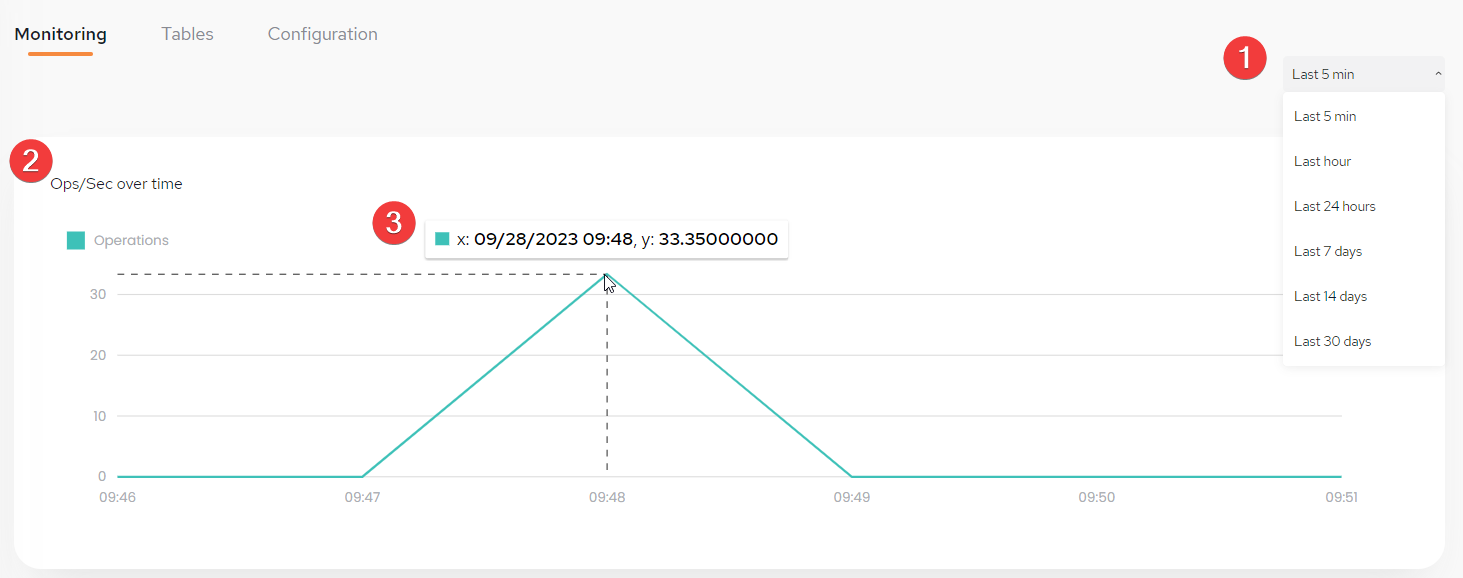 Monitoring Tables Configuration
1
Last 5 min
Last 5 min
Last hour
Last 24 hours
Last 7 days
Last 14 days
Last 30 days
2
Ops/Sec over time
Operations
3
x: 09/28/2023 09:48, y: 33.35000000
30
20
10
0
09:46 09:47 09:48 09:49 09:50 09:51